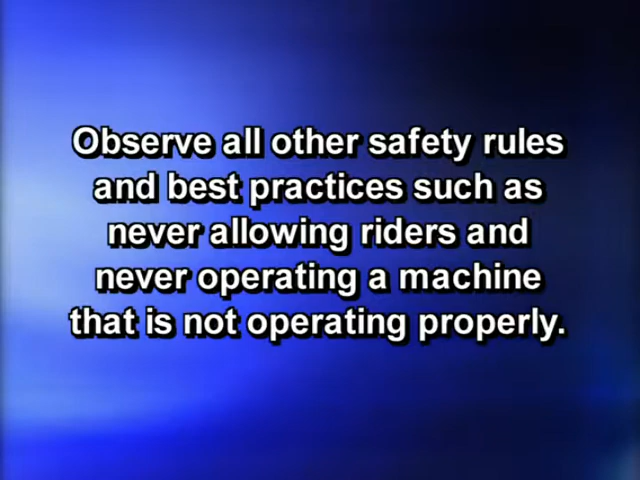 Observe all other safety rules
and best practices such as
never allowing riders and
never operating a machine
that is not operating properly.